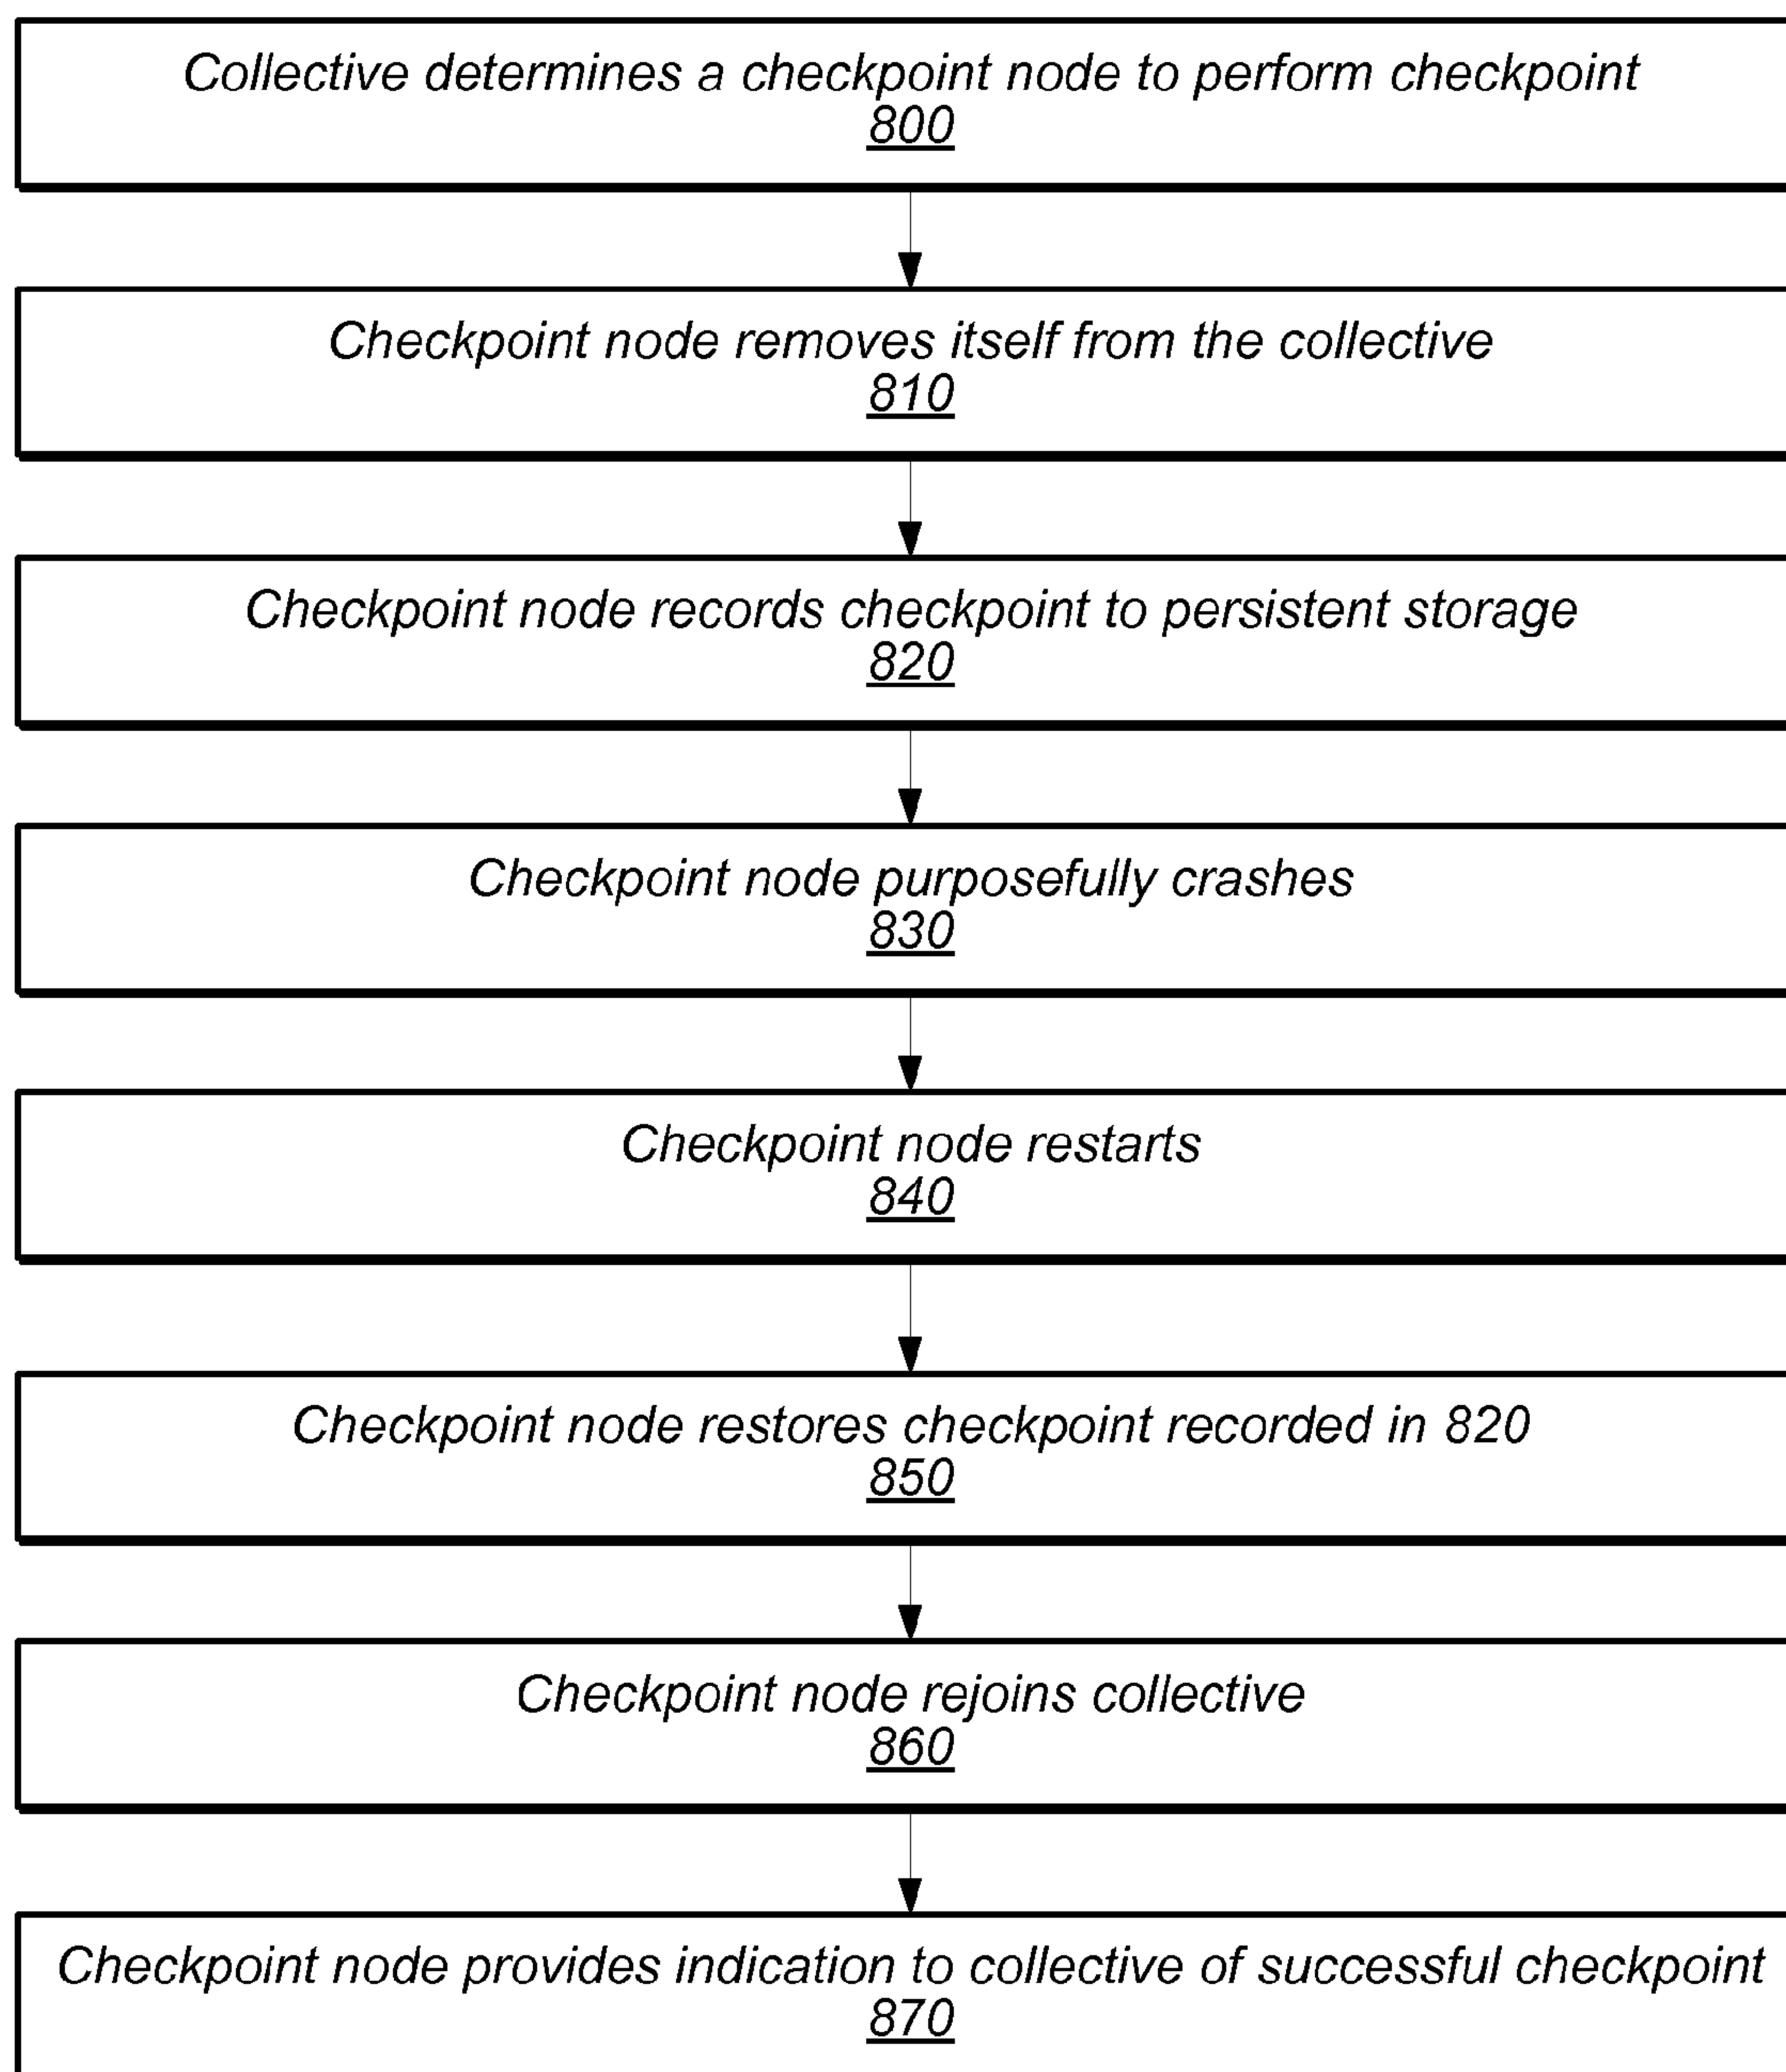 Collective determines a checkpoint node to perform checkpoint
800
Checkpoint node removes itself from the collective
810
Checkpoint node records checkpoint to persistent storage
820
Checkpoint node purposefully crashes
830
Checkpoint node restarts
840
Checkpoint node restores checkpoint recorded in 820
850
Checkpoint node rejoins collective
860
Checkpoint node provides indication to collective of successful checkpoint
870